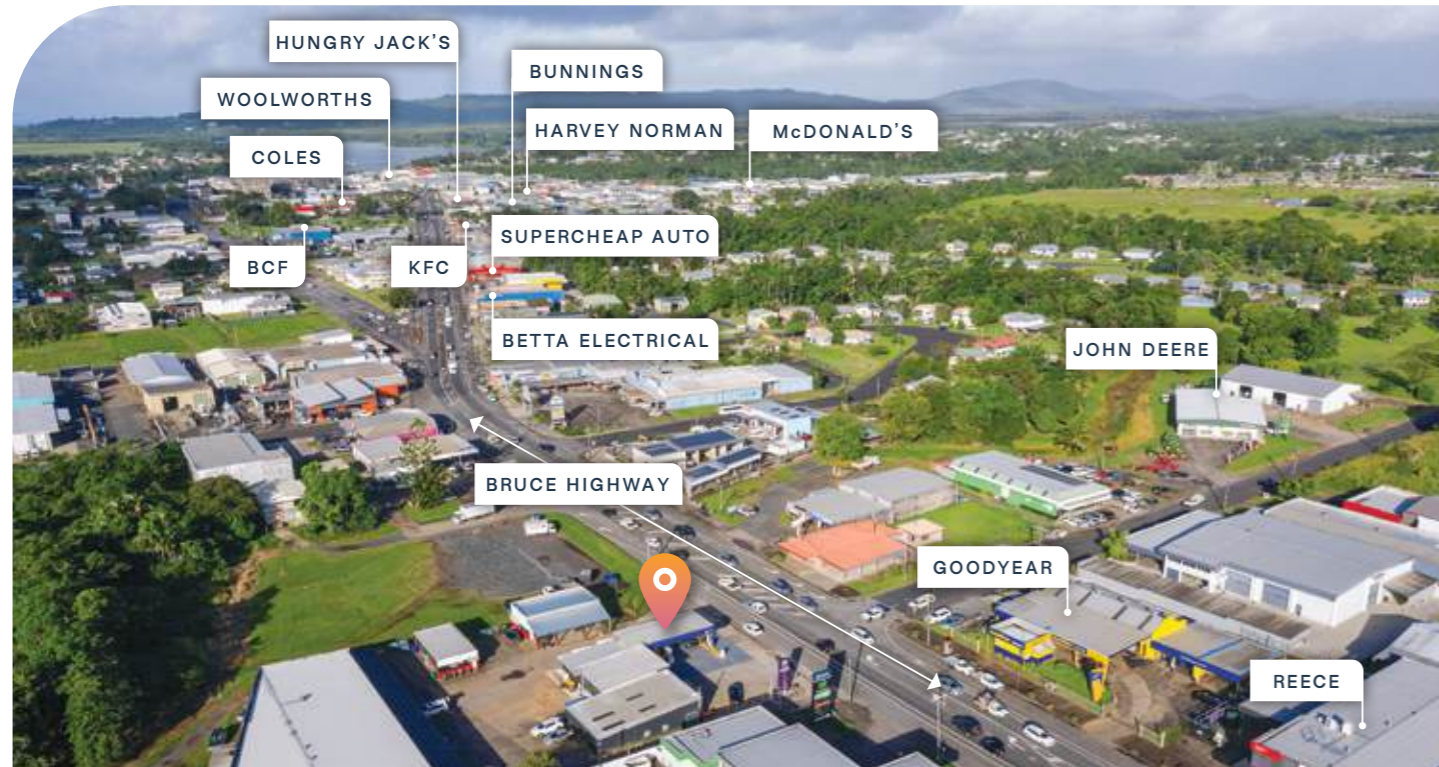 HUNGRY JACK'S
BUNNINGS
WOOLWORTHS
HARVEY NORMAN
McDONALD'S
COLES
SUPERCHEAP AUTO
BCF
KFC
BETTA ELECTRICAL
JOHN DEERE
BRUCE HIGHWAY
GOODYEAR
REECE